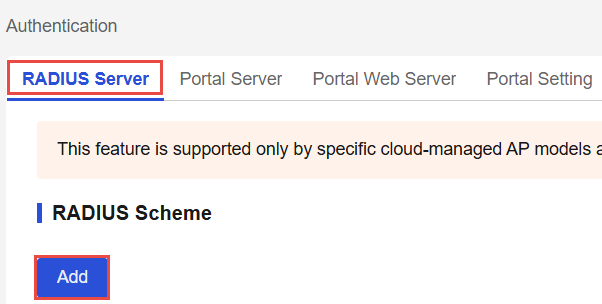 Authentication
RADIUS Server Portal Server Portal Web Server Portal Setting
This feature is supported only by specific cloud-managed AP models
RADIUS Scheme
Add